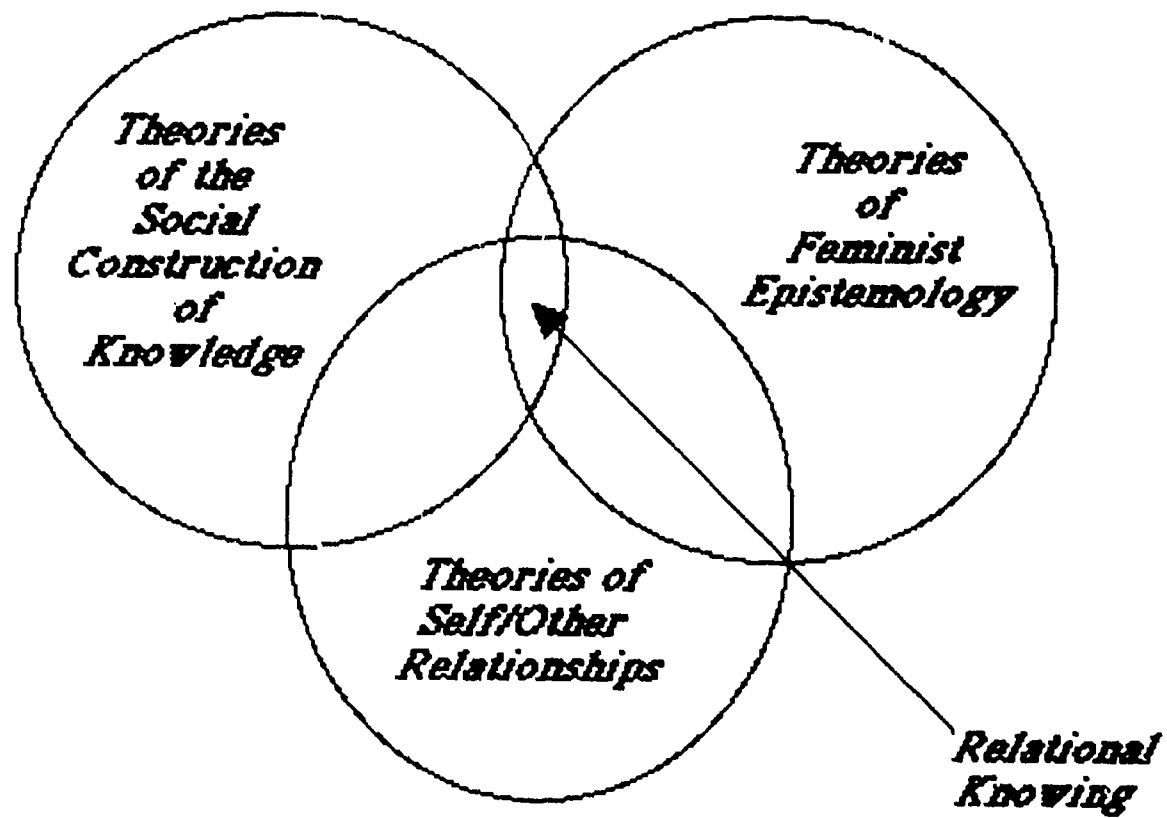 Theories
of the
Social
Construction
of
Knowledge
Theories
of
Feminist
Epistemology
Theories of
Self/Other
Relationships
Relational
Knowing